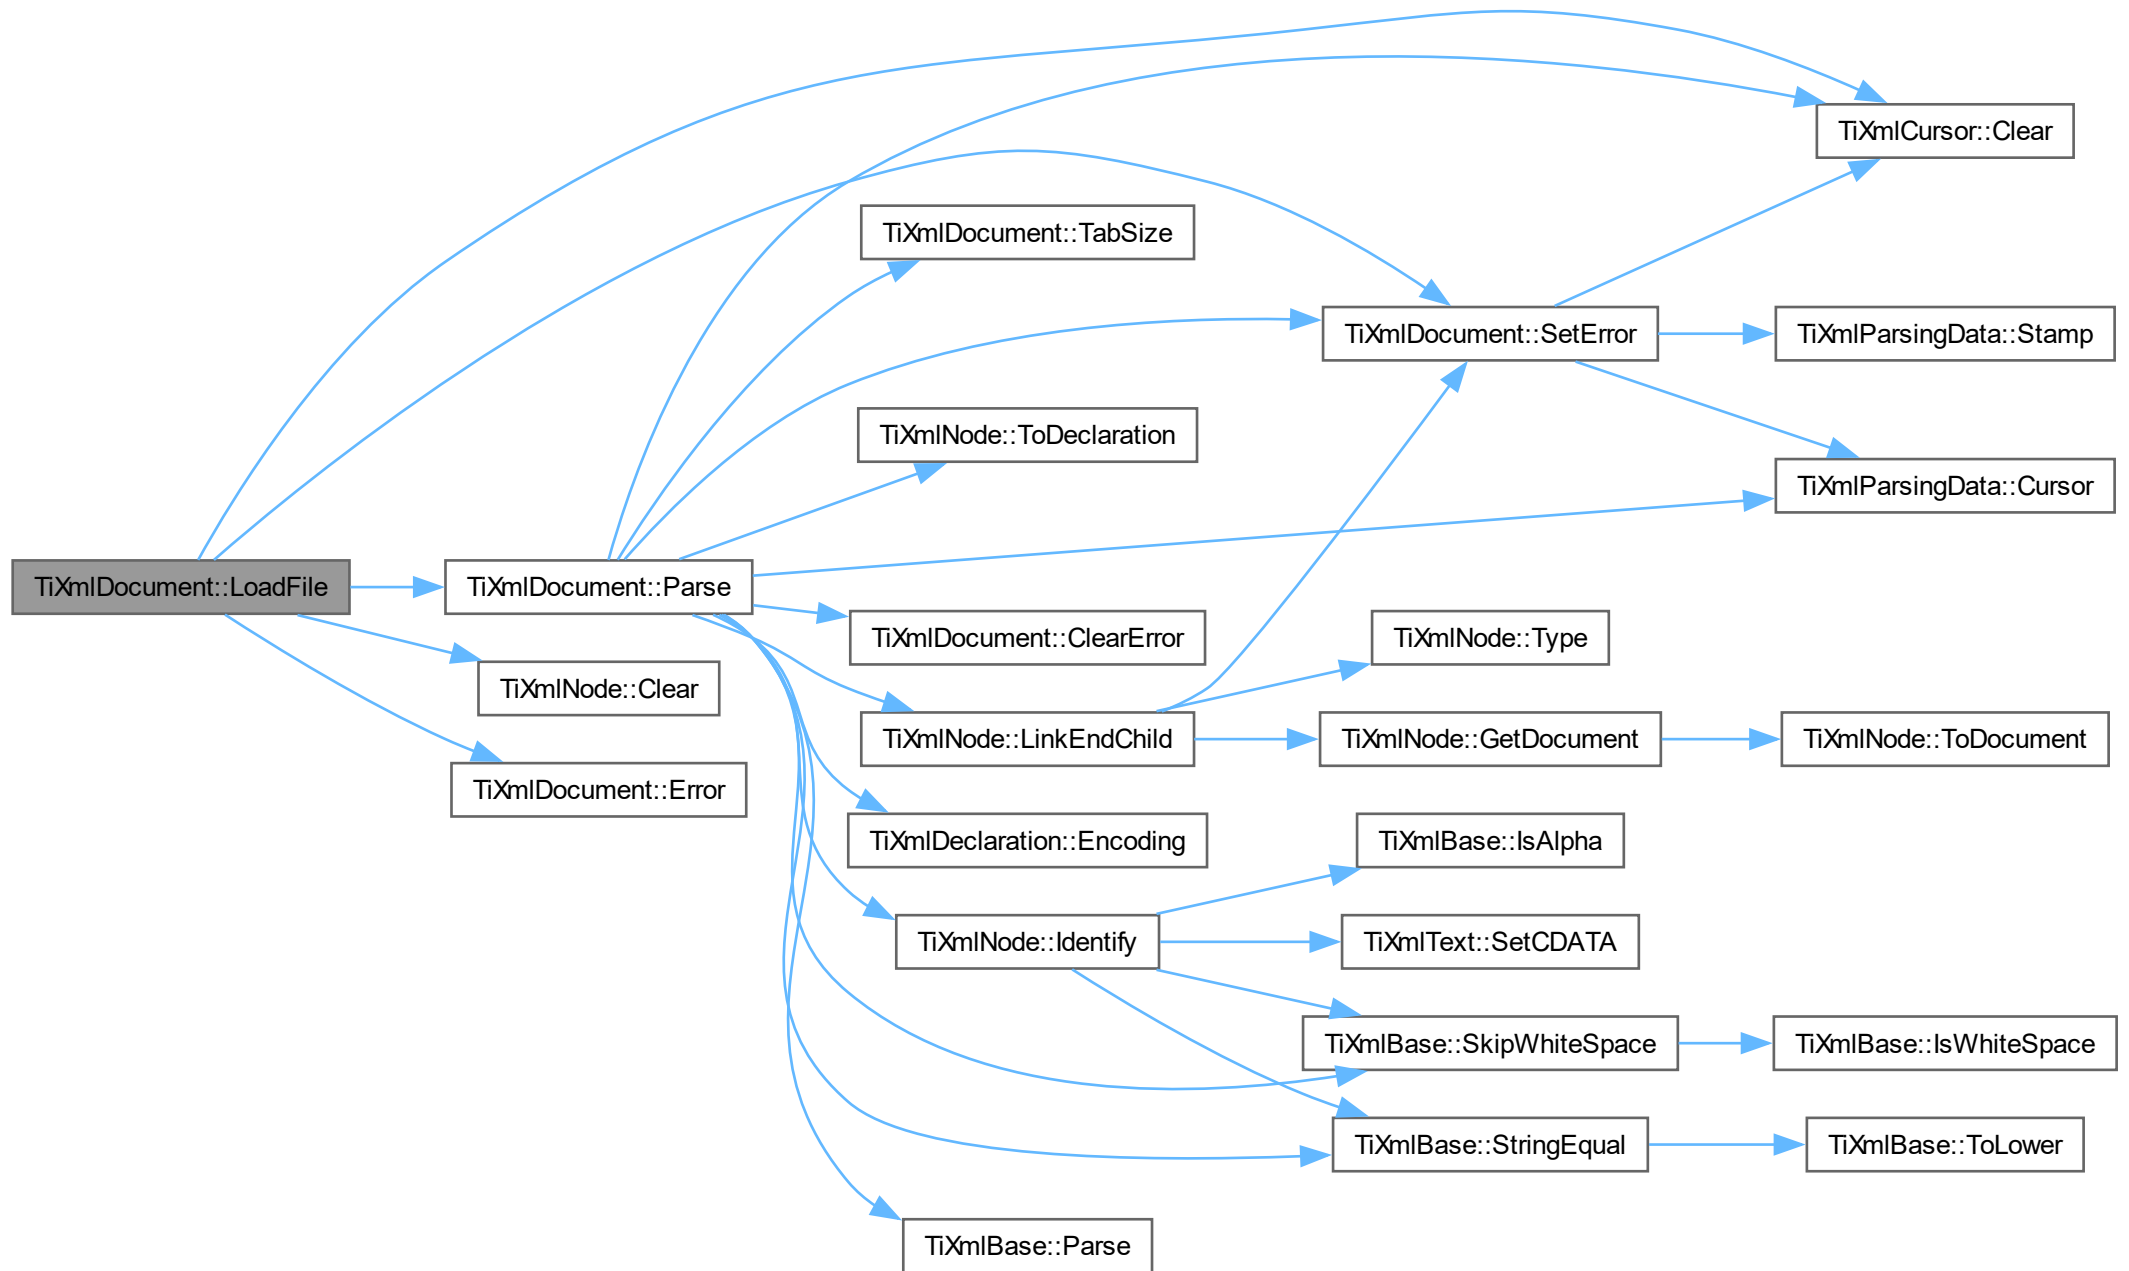 TiXmlCursor::Clear
TiXmlDocument::TabSize
TiXmlDocument::SetError
TiXmlParsingData::Stamp
TiXmlNode::ToDeclaration
TiXmlParsingData::Cursor
TiXmlDocument::LoadFile
TiXmlDocument::Parse
TiXmlDocument::ClearError
TiXmlNode::Type
TiXmlNode::Clear
TiXmlNode::LinkEndChild
TiXmlNode::GetDocument
TiXmlNode::ToDocument
TiXmlDocument::Error
TiXmlDeclaration::Encoding
TiXmlBase::IsAlpha
TiXmlNode::Identify
TiXmlText::SetCDATA
TiXmlBase::SkipWhiteSpace
TiXmlBase::IsWhiteSpace
TiXmlBase::StringEqual
TiXmlBase::ToLower
TiXmlBase::Parse